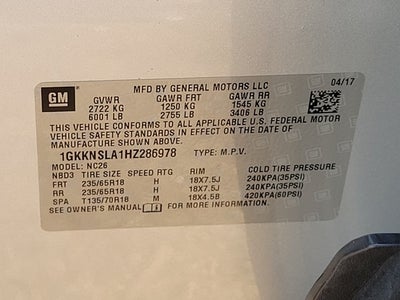 GM
MFD BY GENERAL MOTORS LLC 04/17
GVWR GAWR FRT GAWR RR
2722 KG 1250 KG 1545 KG
6001 LB 2755 LB 3406 LB
THIS VEHICLE CONFORMS TO ALL APPLICABLE U.S. FEDERAL MOTOR
VEHICLE SAFETY STANDARDS IN EFFECT ON THE DATE OF
MANUFACTURE SHOWN ABOVE.
1GKKNSLA1HZ286978 TYPE: M.P.V.
MODEL: NC26
NBD3 TIRE SIZE SPEED RTG RIM COLD TIRE PRESSURE
FRT 235/65R18 H 18X7.5J 240KPA(35PSI)
RR 235/65R18 H 18X7.5J 240KPA(35PSI)
SPA T135/70R18 M 18X4.5B 420KPA(60PSI)
SEE OWNER'S MANUAL FOR MORE INFORMATION.